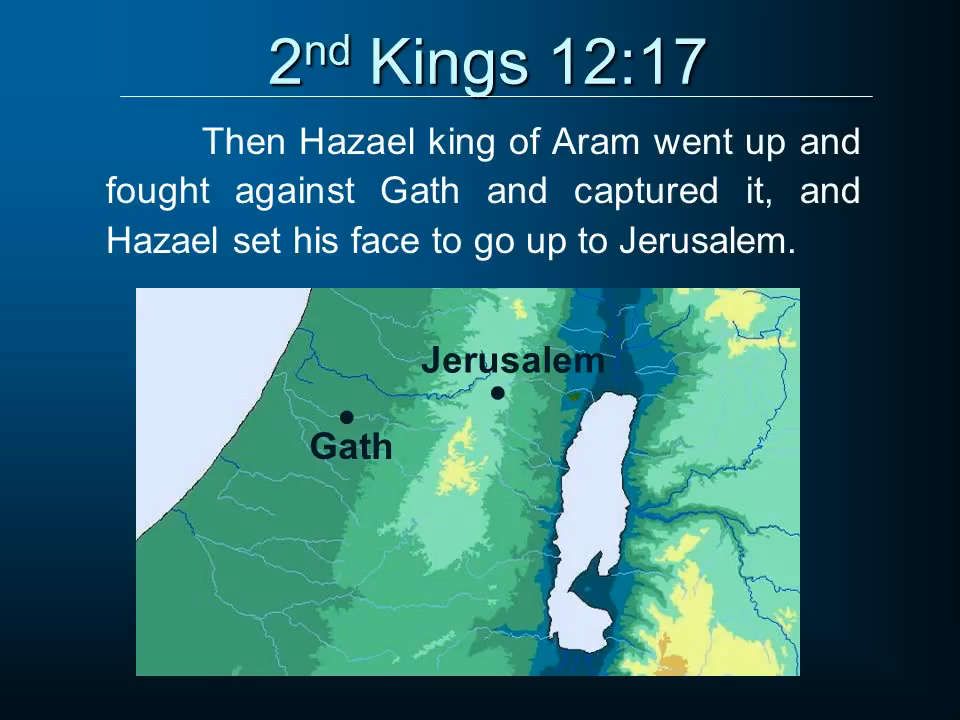 2nd Kings 12:17
Then Hazael king of Aram went up and
fought against Gath and captured it, and
Hazael set his face to go up to Jerusalem.
Jerusalem
Gath